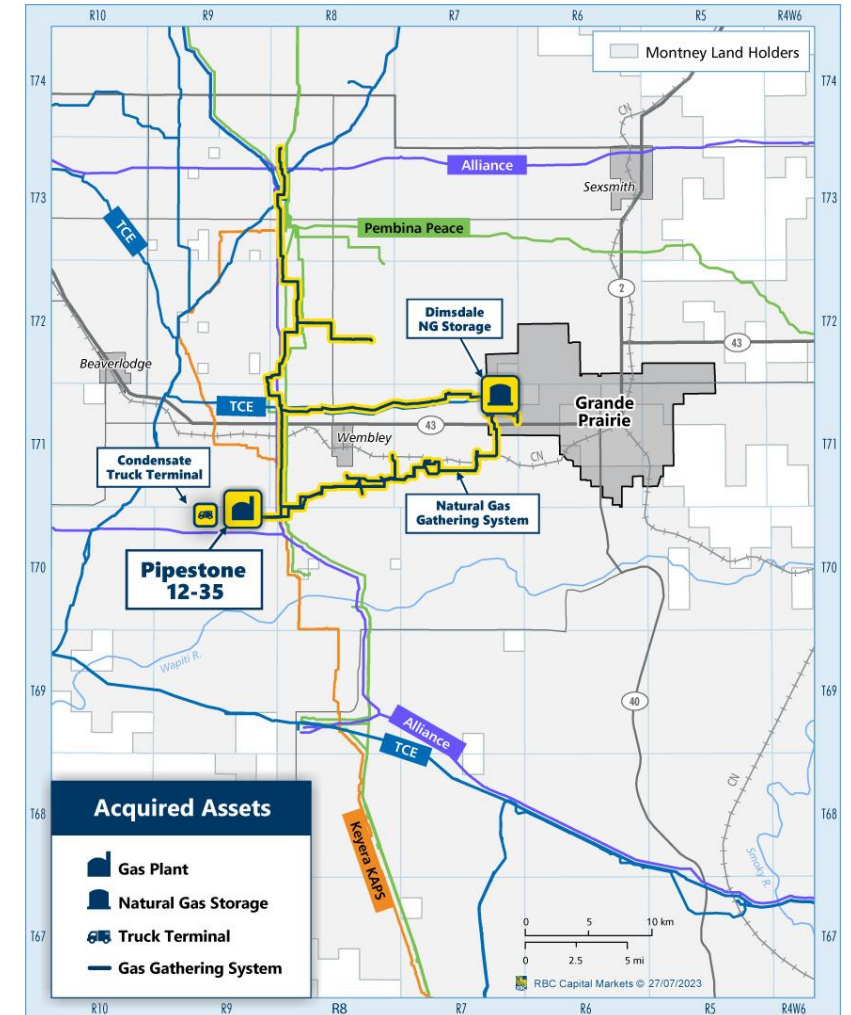 R10 R9 R8 R7 R6 R5 R4W6
Montney Land Holders
T74 T74
CN
Alliance
Sexsmith
T73 T73
TCE
Pembina Peace
2
Dimsdale
NG Storage
T72 T72
43
Beaverlodge
TCE
Grande
Prairie
43
T71 T71
Wembley
CN
Condensate
Truck Terminal
Natural Gas
Gathering System
Pipestone
12-35
T70 T70
Wapiti R.
T69 T69
40
Alliance
TCE
CN
Acquired Assets
T68 T68
Keyera KAPS
Smoky R.
Gas Plant
Natural Gas Storage
Truck Terminal
Gas Gathering System
0 5 10 km
T67 T67
0 2.5 5 mi
RBC Capital Markets © 27/07/2023
R10 R9 R8 R7 R6 R5 R4W6